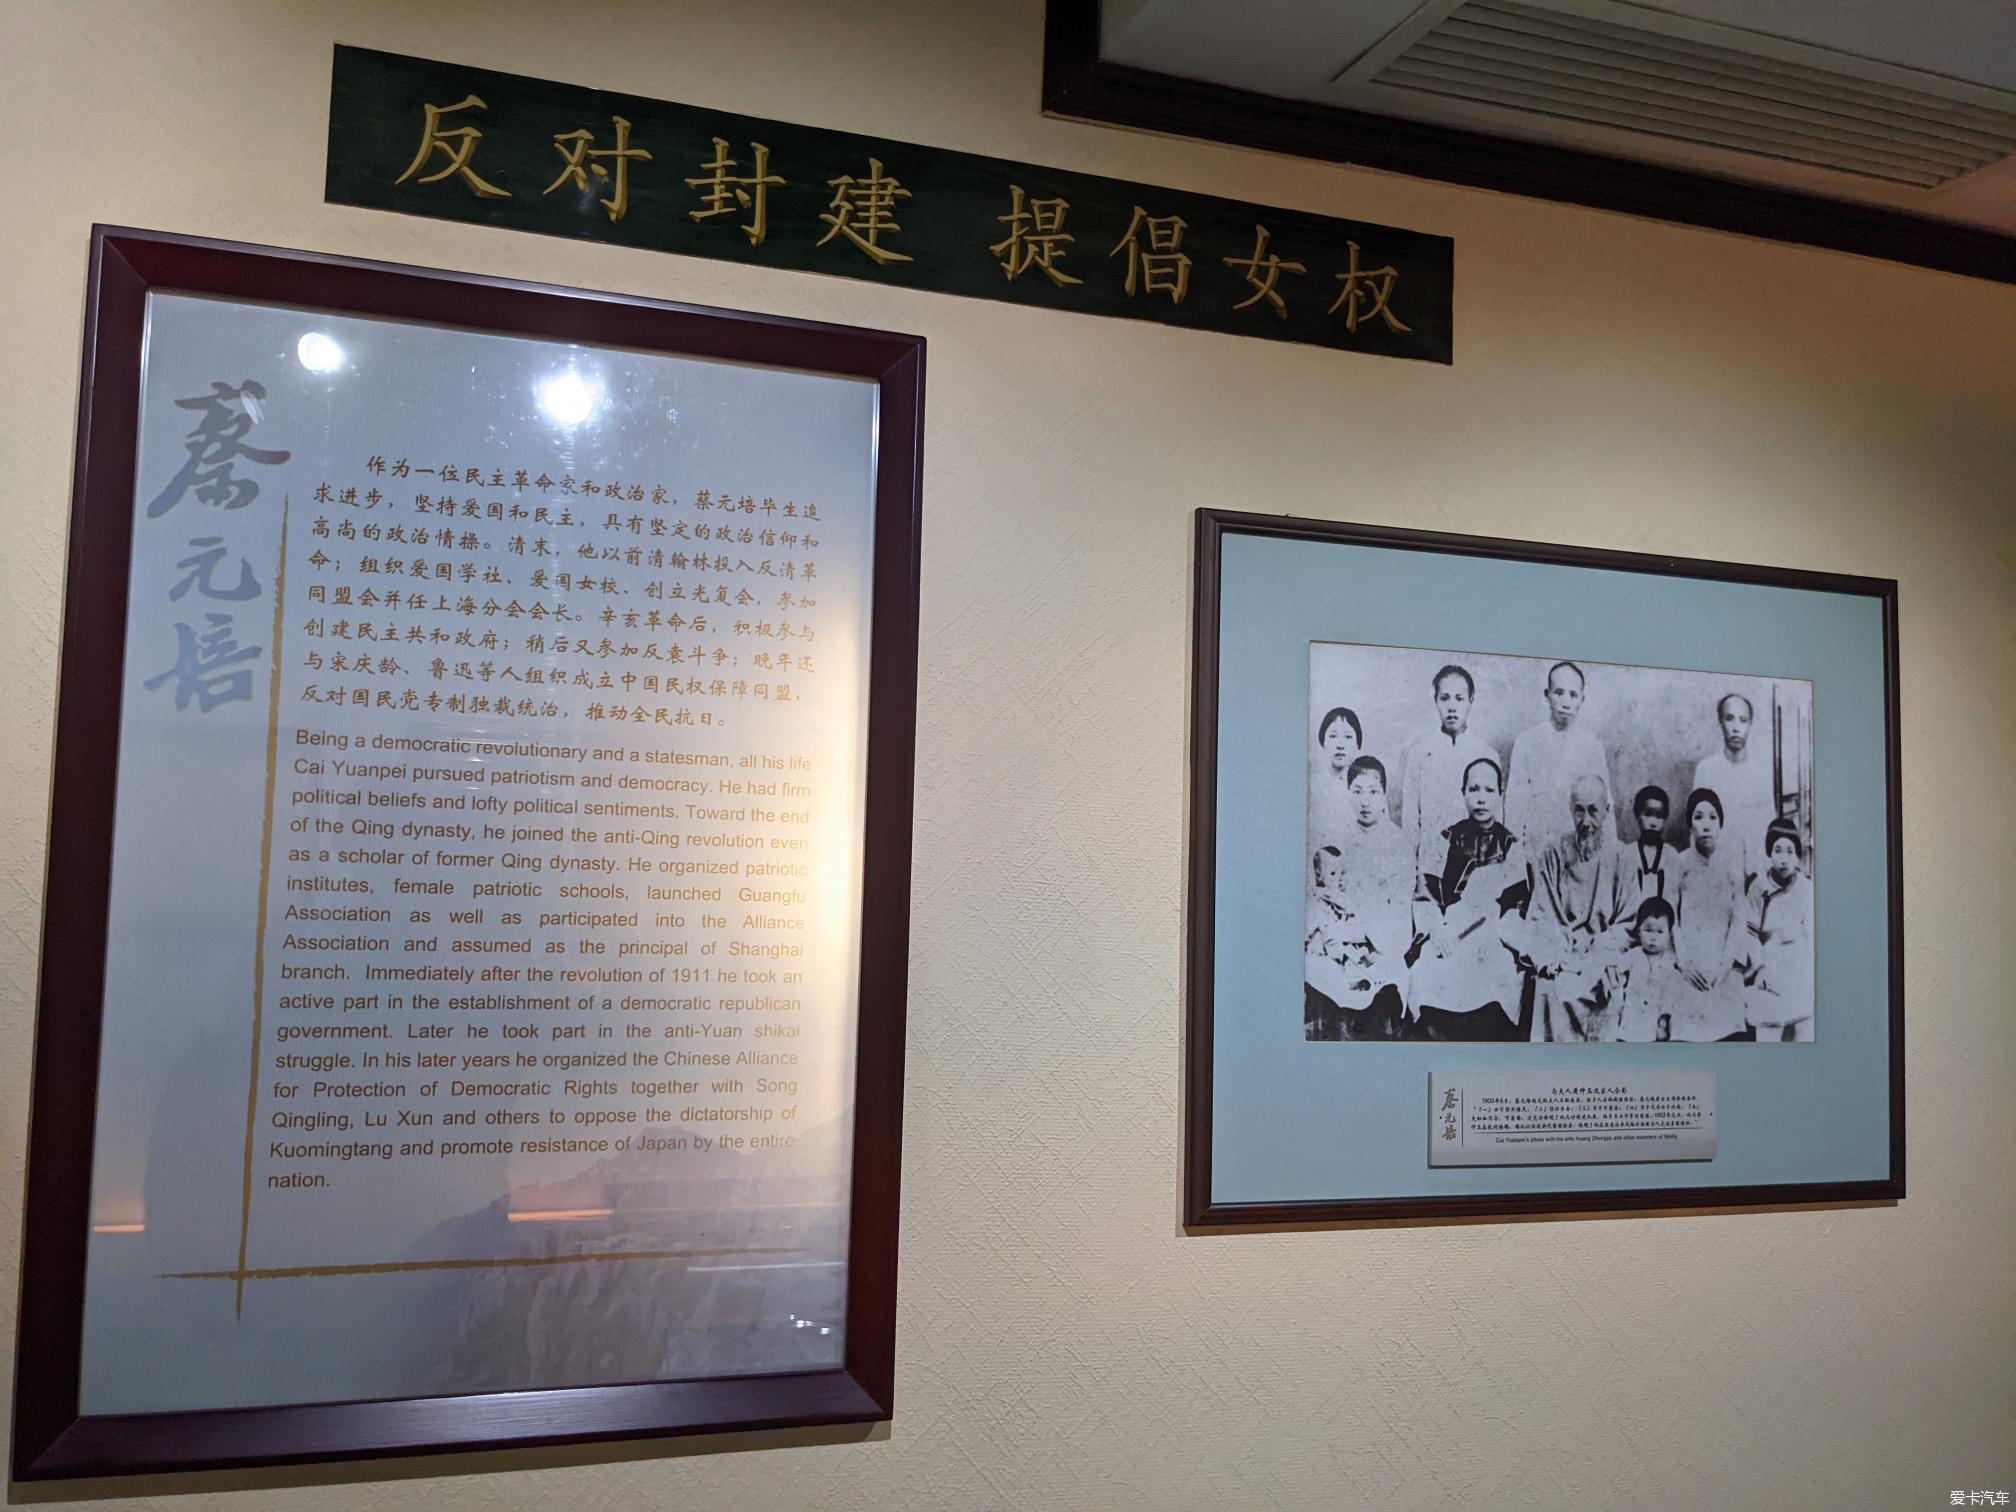 反对封建 提倡女权
蔡元培
作为一位民主革命家和政治家，蔡元培毕生追
求进步，坚持爱国和民主，具有坚定的政治信仰和
高尚的政治情操。清末，他以前清翰林投入反清革
命；组织爱国学社、爱国女校、创立光复会，参加
同盟会并任上海分会会长。辛亥革命后，积极参与
创建民主共和政府；稍后又参加反袁斗争；晚年还
与宋庆龄、鲁迅等人组织成立中国民权保障同盟，
反对国民党专制独裁统治，推动全民抗日。
Being a democratic revolutionary and a statesman, all his life
Cai Yuanpei pursued patriotism and democracy. He had firm
political beliefs and lofty political sentiments. Toward the end
of the Qing dynasty, he joined the anti-Qing revolution even
as a scholar of former Qing dynasty. He organized patriotic
institutes, female patriotic schools, launched Guangfu
Association as well as participated into the Alliance
Association and assumed as the principal of Shanghai
branch. Immediately after the revolution of 1911 he took an
active part in the establishment of a democratic republican
government. Later he took part in the anti-Yuan shikai
struggle. In his later years he organized the Chinese Alliance
for Protection of Democratic Rights together with Song
Qingling, Lu Xun and others to oppose the dictatorship of
Kuomingtang and promote resistance of Japan by the entire
nation.
蔡元培
与夫人黄仲玉及家人合影
Cai Yuanpei's photo with his wife Huang Zhongyu and other members of family.
爱卡汽车